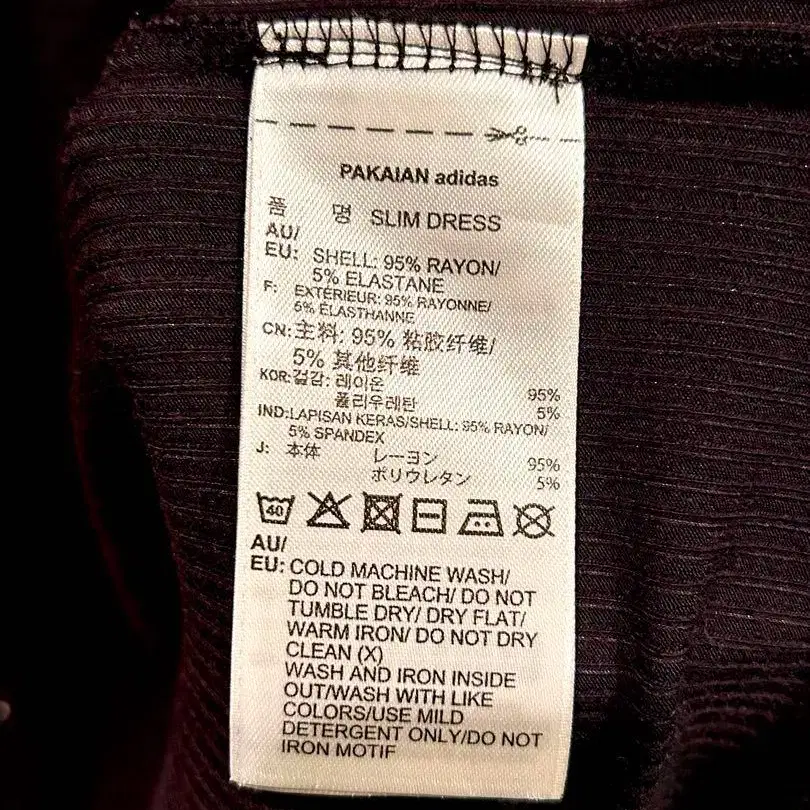 PAKAIAN adidas
품 명 SLIM DRESS
AU/
EU: SHELL: 95% RAYON/
5% ELASTANE
F: EXTÉRIEUR: 95% RAYONNE/
5% ÉLASTHANNE
CN: 主料: 95% 粘胶纤维/
5% 其他纤维
KOR: 겉감: 레이온 95%
폴리우레탄 5%
IND: LAPISAN KERAS/SHELL: 95% RAYON/
5% SPANDEX
J: 本体 レーヨン 95%
ポリウレタン 5%
40
AU/
EU: COLD MACHINE WASH/
DO NOT BLEACH/ DO NOT
TUMBLE DRY/ DRY FLAT/
WARM IRON/ DO NOT DRY
CLEAN (X)
WASH AND IRON INSIDE
OUT/WASH WITH LIKE
COLORS/USE MILD
DETERGENT ONLY/DO NOT
IRON MOTIF